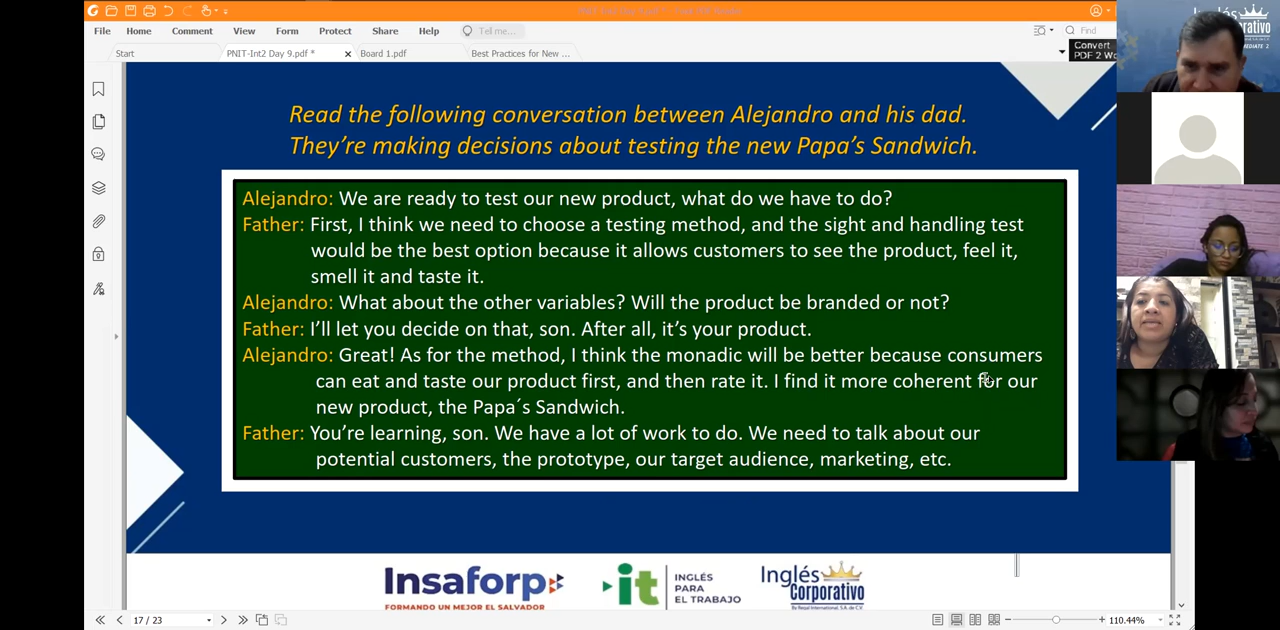 File Home Comment View Form Protect Share Help Tell me... Find
Start PNIT-Int2 Day 9.pdf * Board 1.pdf Best Practices for New ...
Convert
PDF 2 Wo
Inglés
Read the following conversation between Alejandro and his dad.
They’re making decisions about testing the new Papa’s Sandwich.
Alejandro: We are ready to test our new product, what do we have to do?
Father: First, I think we need to choose a testing method, and the sight and handling test
would be the best option because it allows customers to see the product, feel it,
smell it and taste it.
Alejandro: What about the other variables? Will the product be branded or not?
Father: I’ll let you decide on that, son. After all, it’s your product.
Alejandro: Great! As for the method, I think the monadic will be better because consumers
can eat and taste our product first, and then rate it. I find it more coherent for our
new product, the Papa´s Sandwich.
Father: You’re learning, son. We have a lot of work to do. We need to talk about our
potential customers, the prototype, our target audience, marketing, etc.
Insaforp
FORMANDO UN MEJOR EL SALVADOR
it
INGLÉS
PARA
EL TRABAJO
Inglés
Corporativo
17 / 23
110.44%